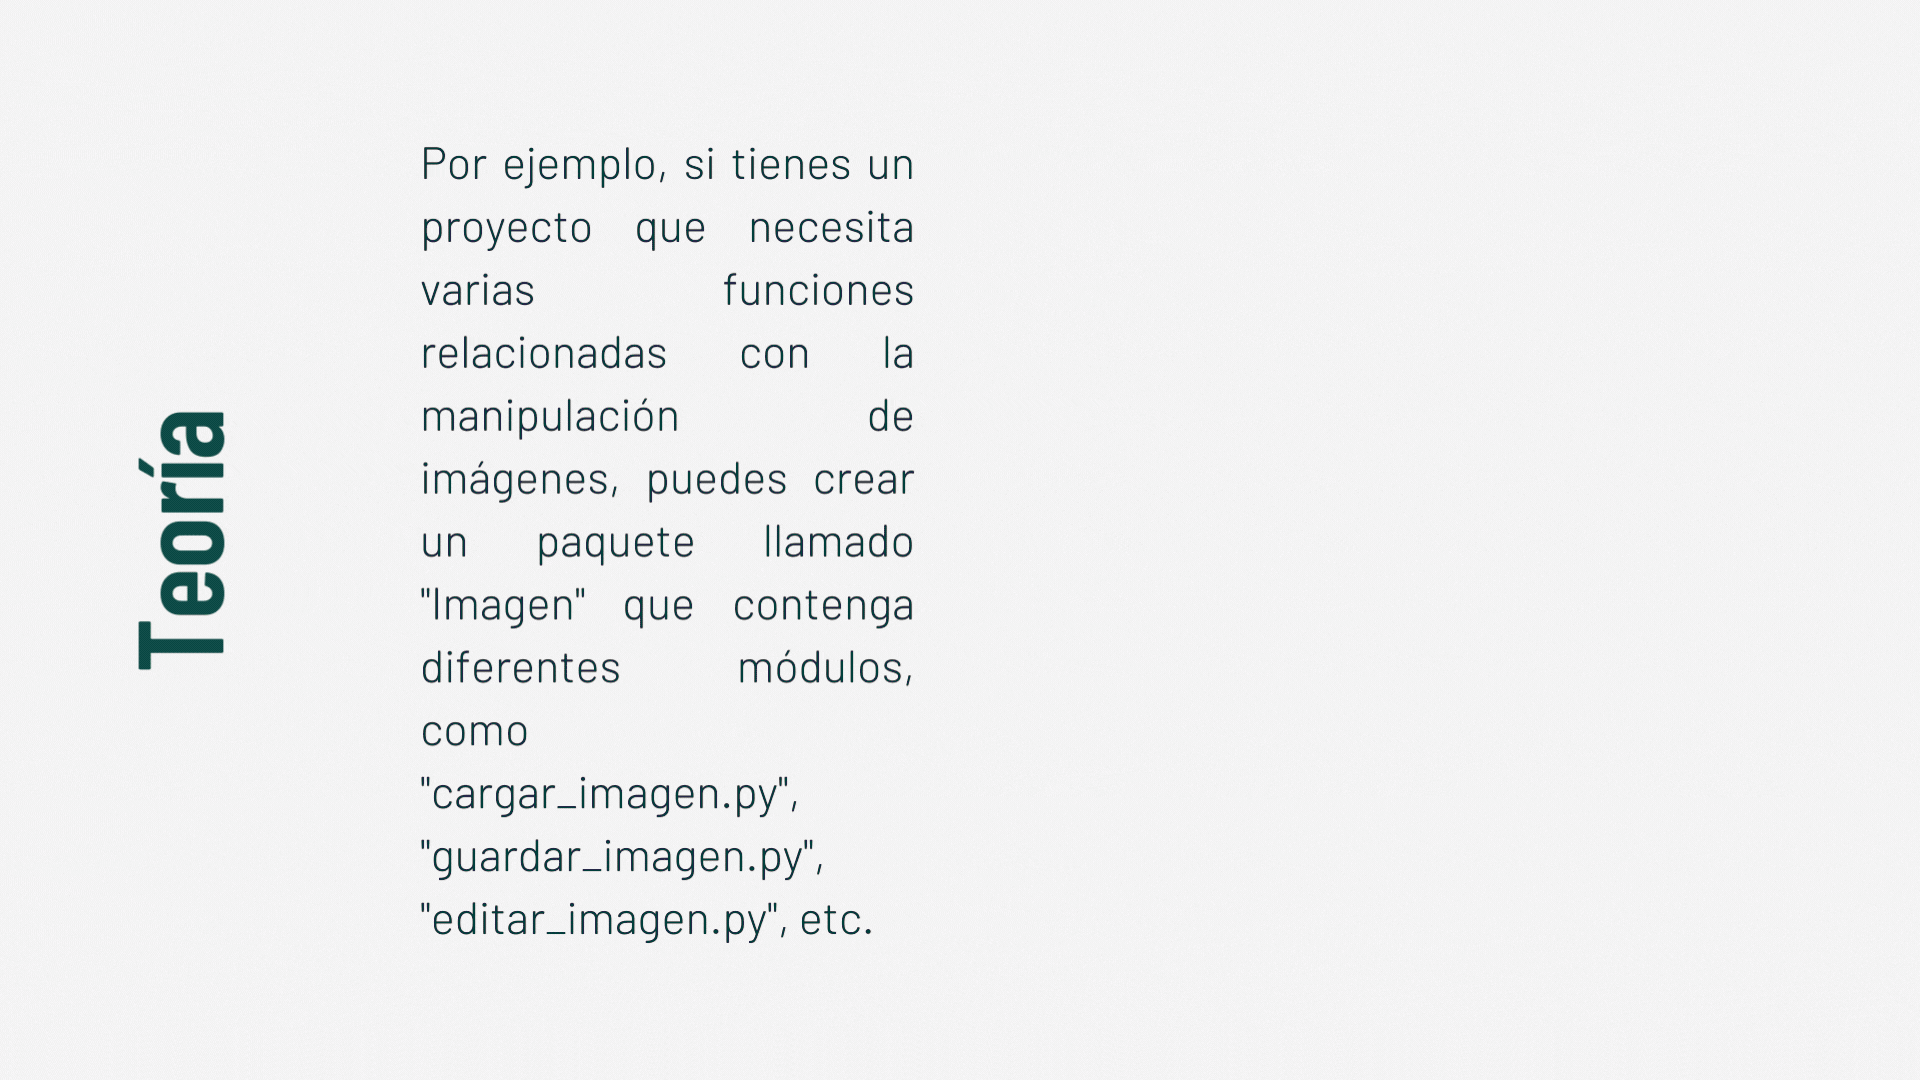 Teoría
Por ejemplo, si tienes un
proyecto que necesita
varias funciones
relacionadas con la
manipulación de
imágenes, puedes crear
un paquete llamado
"Imagen" que contenga
diferentes módulos,
como
"cargar_imagen.py",
"guardar_imagen.py",
"editar_imagen.py", etc.